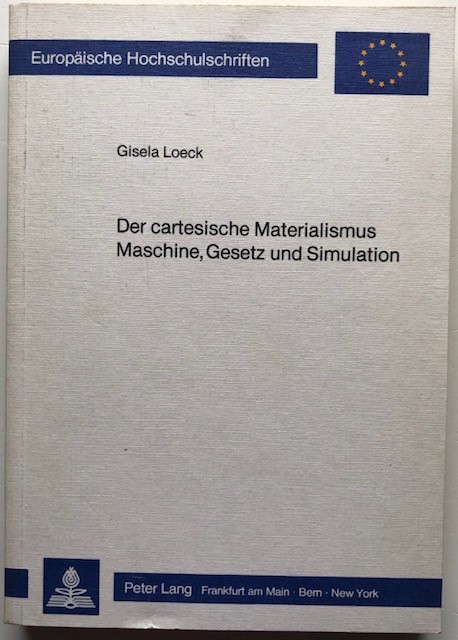 Europäische Hochschulschriften
Gisela Loeck
Der cartesische Materialismus
Maschine, Gesetz und Simulation
Peter Lang Frankfurt am Main · Bern · New York